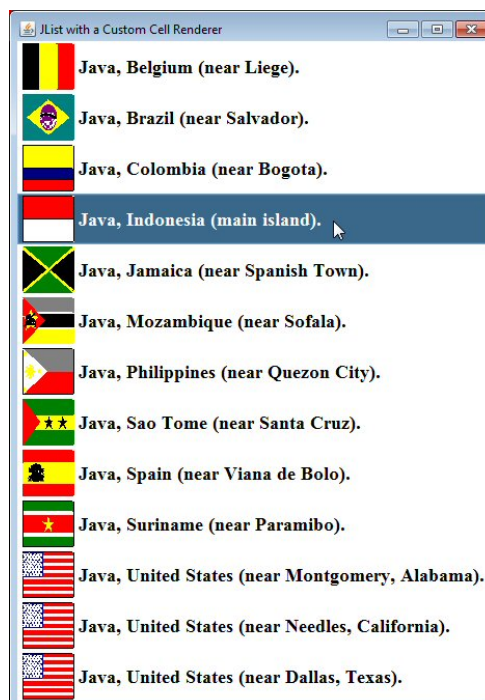 JList with a Custom Cell Renderer
Java, Belgium (near Liege).
Java, Brazil (near Salvador).
Java, Colombia (near Bogota).
Java, Indonesia (main island).
Java, Jamaica (near Spanish Town).
Java, Mozambique (near Sofala).
Java, Philippines (near Quezon City).
Java, Sao Tome (near Santa Cruz).
Java, Spain (near Viana de Bolo).
Java, Suriname (near Paramibo).
Java, United States (near Montgomery, Alabama).
Java, United States (near Needles, California).
Java, United States (near Dallas, Texas).